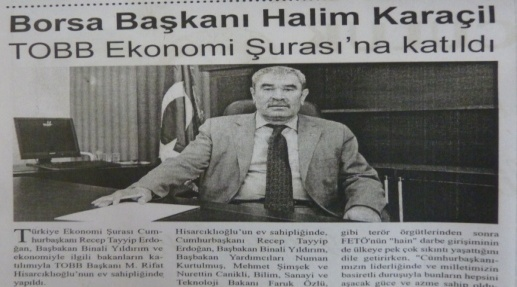 Borsa Başkanı Halim Karaçil
TOBB Ekonomi Şurası'na katıldı
Türkiye Ekonomi Şurası Cum-
hurbaşkanı Recep Tayyip Erdo-
ğan, Başbakan Binali Yıldırım ve
ekonomiyle ilgili bakanların ka-
tılımıyla TOBB Başkanı M. Rifat
Hisarcıklıoğlu'nun ev sahipliğinde
yapıldı.
Hisarcıklıoğlu'nun ev sahipliğinde,
Cumhurbaşkanı Recep Tayyip
Erdoğan, Başbakan Binali Yıldırım,
Başbakan Yardımcıları Numan
Kurtulmuş, Mehmet Şimşek ve
Nurettin Canikli, Bilim, Sanayi ve
Teknoloji Bakanı Faruk Özlü,
gibi terör örgütlerinden sonra
FETÖ'nün "hain" darbe girişiminin
de ülkeye pek çok sıkıntı yaşattığını
dile getirirken, "Cumhurbaşkanı-
mızın liderliğinde ve milletimizin
basiretli duruşuyla bunların hepsini
aşacak güce ve azme sahip